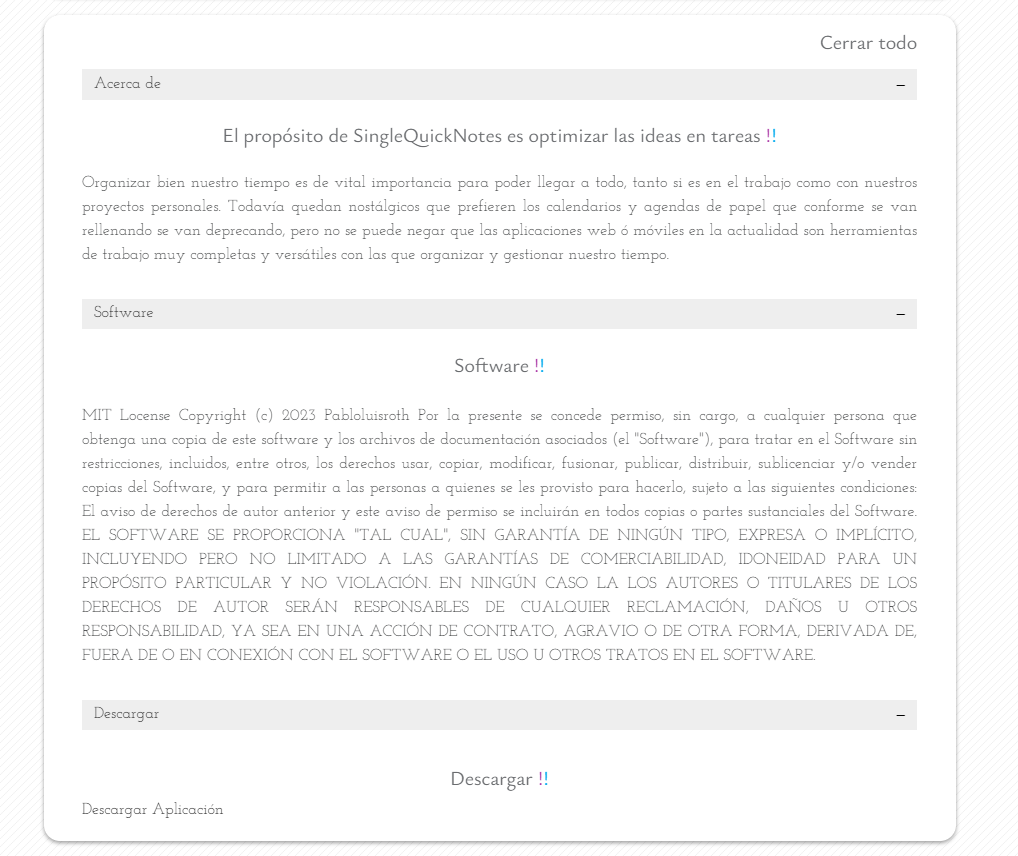 Cerrar todo
Acerca de –
El propósito de SingleQuickNotes es optimizar las ideas en tareas !!
Organizar bien nuestro tiempo es de vital importancia para poder llegar a todo, tanto si es en el trabajo como con nuestros
proyectos personales. Todavía quedan nostálgicos que prefieren los calendarios y agendas de papel que conforme se van
rellenando se van deprecando, pero no se puede negar que las aplicaciones web ó móviles en la actualidad son herramientas
de trabajo muy completas y versátiles con las que organizar y gestionar nuestro tiempo.
Software –
Software !!
MIT Locense Copyright (c) 2023 Pabloluisroth Por la presente se concede permiso, sin cargo, a cualquier persona que
obtenga una copia de este software y los archivos de documentación asociados (el "Software"), para tratar en el Software sin
restricciones, incluidos, entre otros, los derechos usar, copiar, modificar, fusionar, publicar, distribuir, sublicenciar y/o vender
copias del Software, y para permitir a las personas a quienes se les provisto para hacerlo, sujeto a las siguientes condiciones:
El aviso de derechos de autor anterior y este aviso de permiso se incluirán en todos copias o partes sustanciales del Software.
EL SOFTWARE SE PROPORCIONA "TAL CUAL", SIN GARANTÍA DE NINGÚN TIPO, EXPRESA O IMPLÍCITO,
INCLUYENDO PERO NO LIMITADO A LAS GARANTÍAS DE COMERCIABILIDAD, IDONEIDAD PARA UN
PROPÓSITO PARTICULAR Y NO VIOLACIÓN. EN NINGÚN CASO LA LOS AUTORES O TITULARES DE LOS
DERECHOS DE AUTOR SERÁN RESPONSABLES DE CUALQUIER RECLAMACIÓN, DAÑOS U OTROS
RESPONSABILIDAD, YA SEA EN UNA ACCIÓN DE CONTRATO, AGRAVIO O DE OTRA FORMA, DERIVADA DE,
FUERA DE O EN CONEXIÓN CON EL SOFTWARE O EL USO U OTROS TRATOS EN EL SOFTWARE.
Descargar –
Descargar !!
Descargar Aplicación